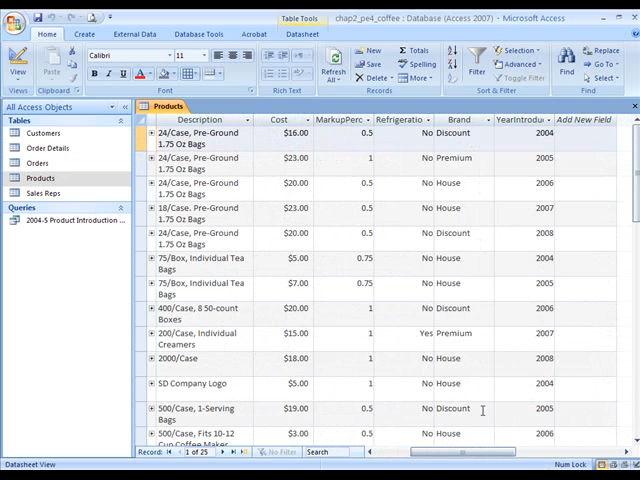 Table Tools
chap2_pe4_coffee : Database (Access 2007) - Microsoft Access
Home
Create
External Data
Database Tools
Acrobat
Datasheet
View
Paste
Calibri
11
B I U
Refresh All
New
Save
Delete
Totals
Spelling
More
Filter
Selection
Advanced
Toggle Filter
Find
Replace
Go To
Select
Views
Clipboard
Font
Rich Text
Records
Sort & Filter
Find
All Access Objects
Tables
Customers
Order Details
Orders
Products
Sales Reps
Queries
2004-5 Product Introduction ...
Products
Description Cost MarkupPerc Refrigeratio Brand YearIntroduc Add New Field
24/Case, Pre-Ground $16.00 0.5 No Discount 2004
1.75 Oz Bags
24/Case, Pre-Ground $23.00 1 No Premium 2005
1.75 Oz Bags
24/Case, Pre-Ground $20.00 0.5 No House 2006
1.75 Oz Bags
18/Case. Pre-Ground $23.00 0.5 No House 2007
1.75 Oz Bags
24/Case, Pre-Ground $20.00 0.5 No Discount 2008
1.75 Oz Bags
75/Box, Individual Tea $5.00 0.75 No House 2004
Bags
75/Box, Individual Tea $7.00 0.75 No House 2005
Bags
400/Case, 8 50-count $20.00 1 No Discount 2006
Boxes
200/Case, Individual $15.00 1 Yes Premium 2007
Creamers
2000/Case $18.00 1 No House 2008
SD Company Logo $5.00 1 No House 2004
500/Case, 1-Serving $19.00 0.5 No Discount 2005
Bags
500/Case, Fits 10-12 $3.00 0.5 No House 2006
Cup Coffee Maker
Record: 1 of 25 No Filter Search
Datasheet View
Num Lock